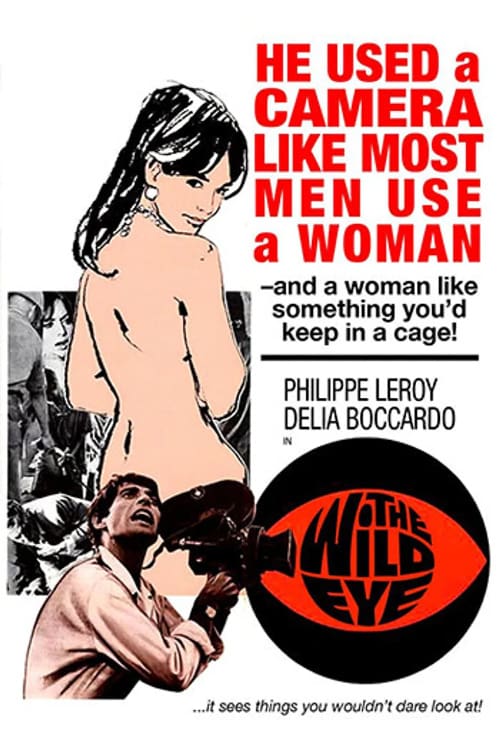 HE USED a
CAMERA
LIKE MOST
MEN USE
a WOMAN
–and a woman like
something you'd
keep in a cage!
PHILIPPE LEROY
DELIA BOCCARDO
IN
THE
WILD
EYE
...it sees things you wouldn't dare look at!